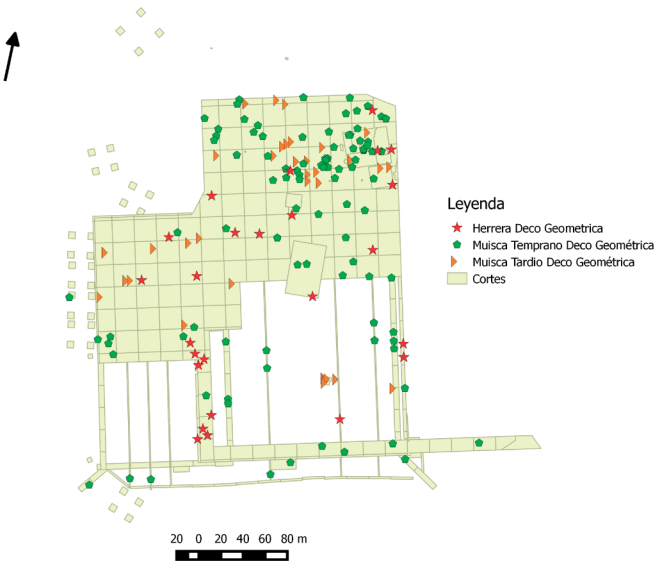 Leyenda
Herrera Deco Geometrica
Muisca Temprano Deco Geométrica
Muisca Tardio Deco Geométrica
Cortes
20 0 20 40 60 80 m